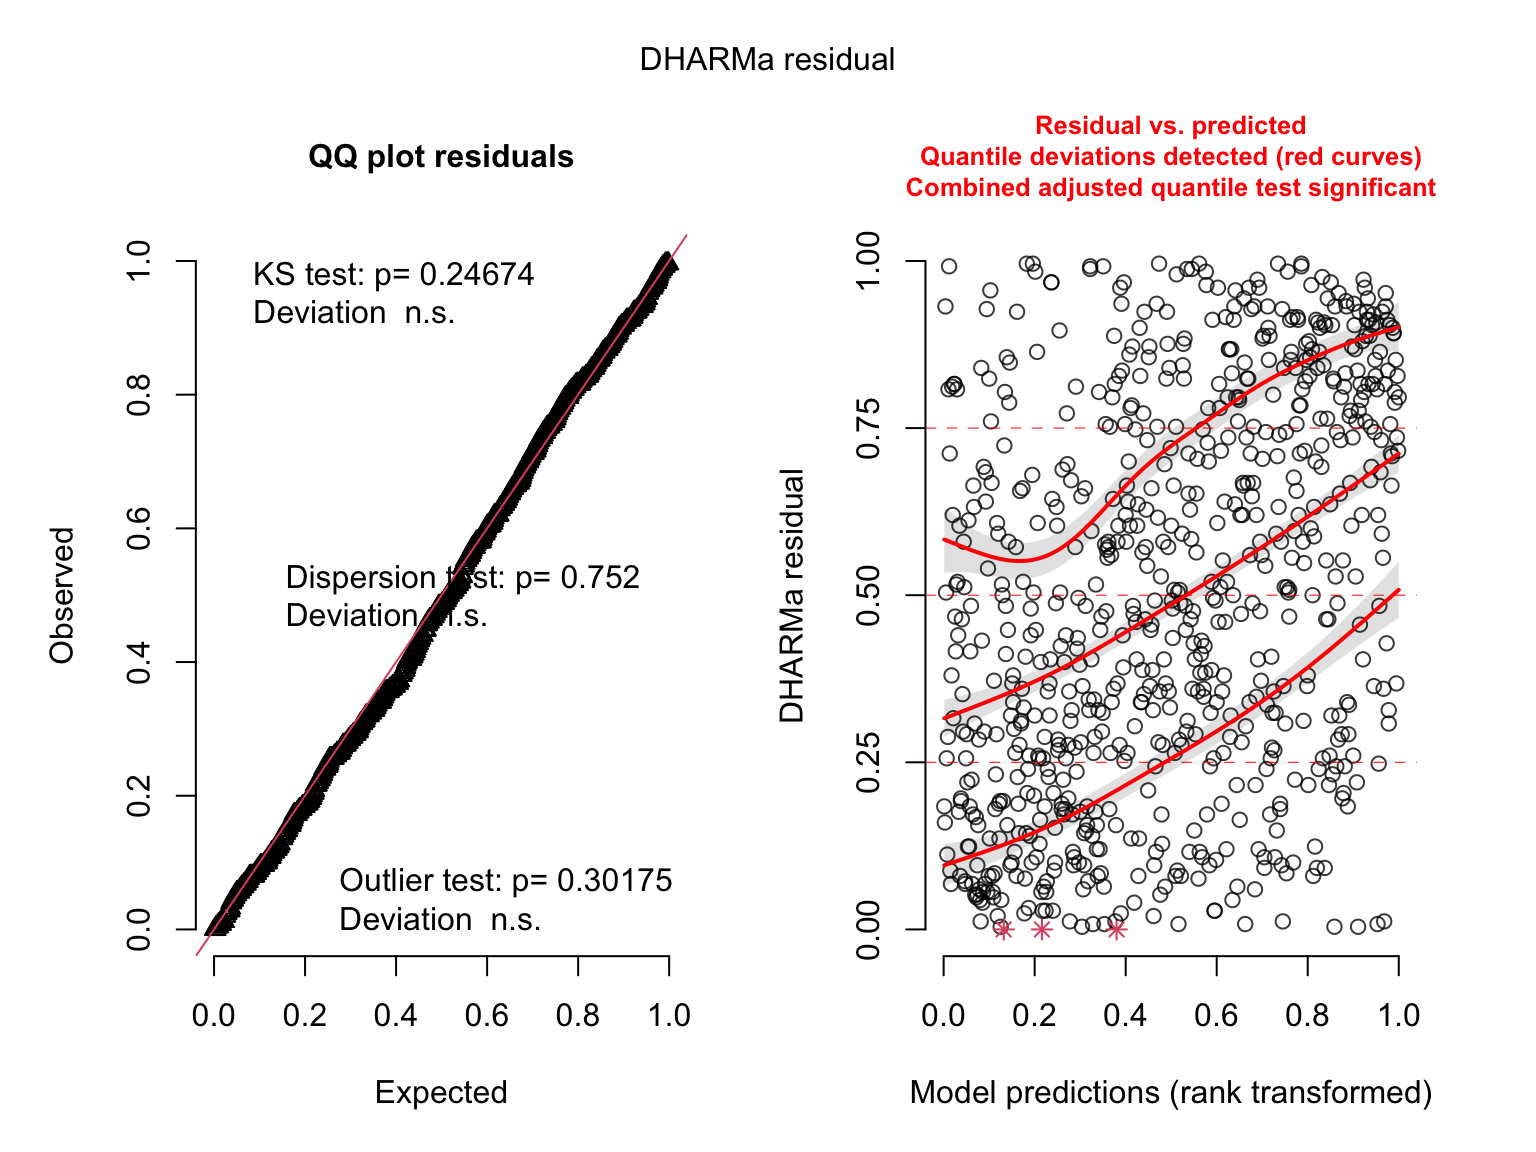 DHARMa residual
QQ plot residuals
KS test: p= 0.24674
Deviation  n.s.
Dispersion test: p= 0.752
Deviation  n.s.
Outlier test: p= 0.30175
Deviation  n.s.
Observed
1.0
0.8
0.6
0.4
0.2
0.0
0.0 0.2 0.4 0.6 0.8 1.0
Expected
Residual vs. predicted
Quantile deviations detected (red curves)
Combined adjusted quantile test significant
DHARMa residual
1.00
0.75
0.50
0.25
0.00
0.0 0.2 0.4 0.6 0.8 1.0
Model predictions (rank transformed)